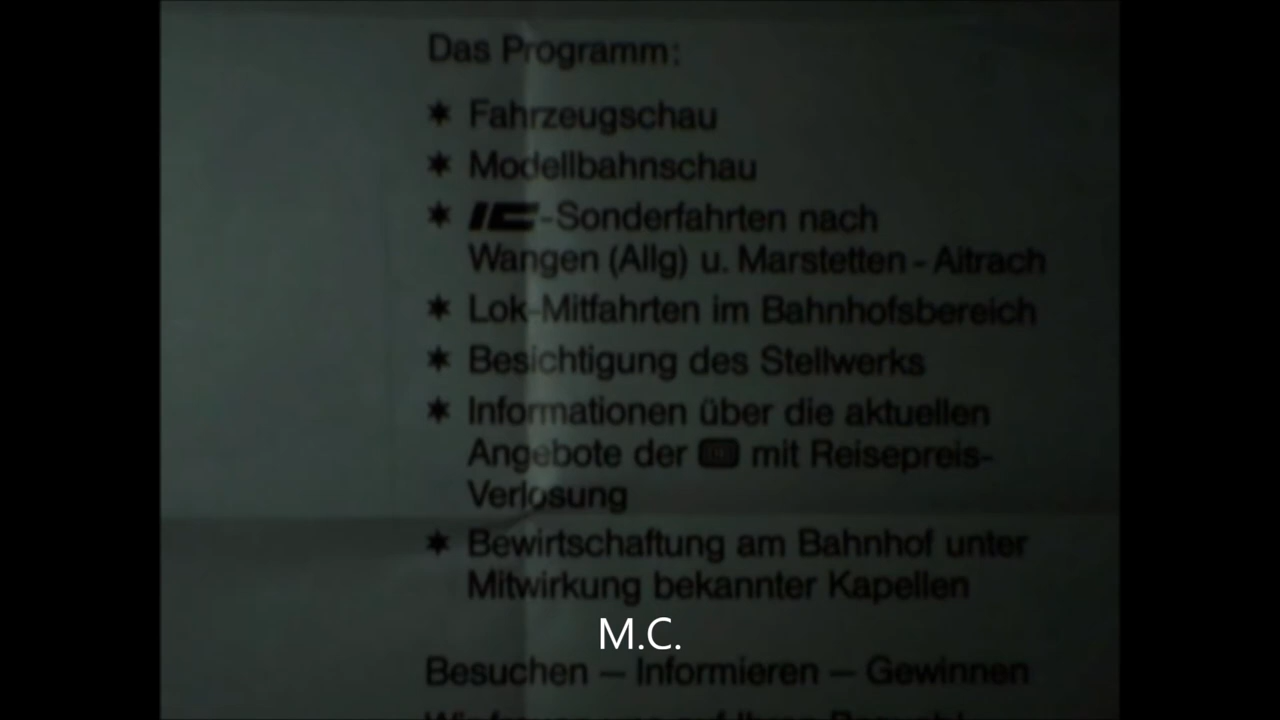 Das Programm:
* Fahrzeugschau
* Modellbahnschau
* IC-Sonderfahrten nach
Wangen (Allg) u. Marstetten - Aitrach
* Lok-Mitfahrten im Bahnhofsbereich
* Besichtigung des Stellwerks
* Informationen über die aktuellen
Angebote der DB mit Reisepreis-
Verlosung
* Bewirtschaftung am Bahnhof unter
Mitwirkung bekannter Kapellen
M.C.
Besuchen — Informieren — Gewinnen